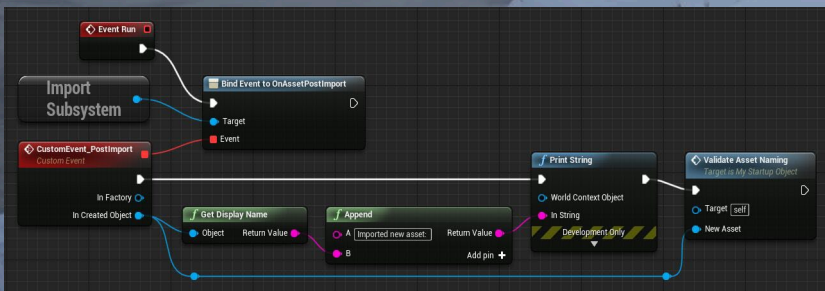 Event Run
Import
Subsystem
Bind Event to OnAssetPostImport
Target
Event
CustomEvent_PostImport
Custom Event
In Factory
In Created Object
Get Display Name
Object Return Value
Append
A Imported new asset: Return Value
B Add pin +
Print String
World Context Object
In String
Development Only
Validate Asset Naming
Target is My Startup Object
Target self
New Asset